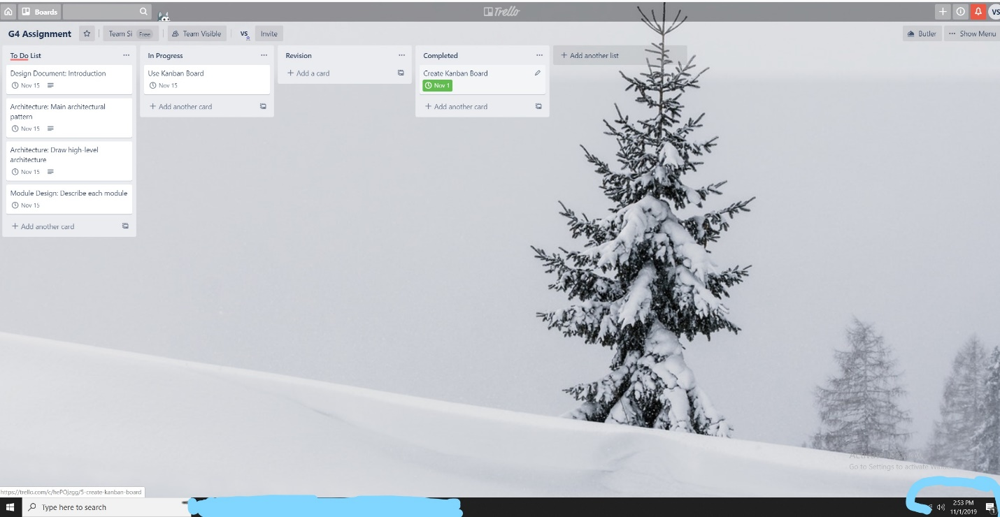 Boards
Trello
VS
G4 Assignment
Team Si Free
Team Visible
VS
Invite
Butler
Show Menu
To Do List
Design Document: Introduction
Nov 15
Architecture: Main architectural
pattern
Nov 15
Architecture: Draw high-level
architecture
Nov 15
Module Design: Describe each module
Nov 15
+ Add another card
In Progress
Use Kanban Board
Nov 15
+ Add another card
Revision
+ Add a card
Completed
Create Kanban Board
Nov 1
+ Add another card
+ Add another list
Go to Settings to activate
https://trello.com/c/hePOjzgg/5-create-kanban-board
Type here to search
2:53 PM
11/1/2019
1